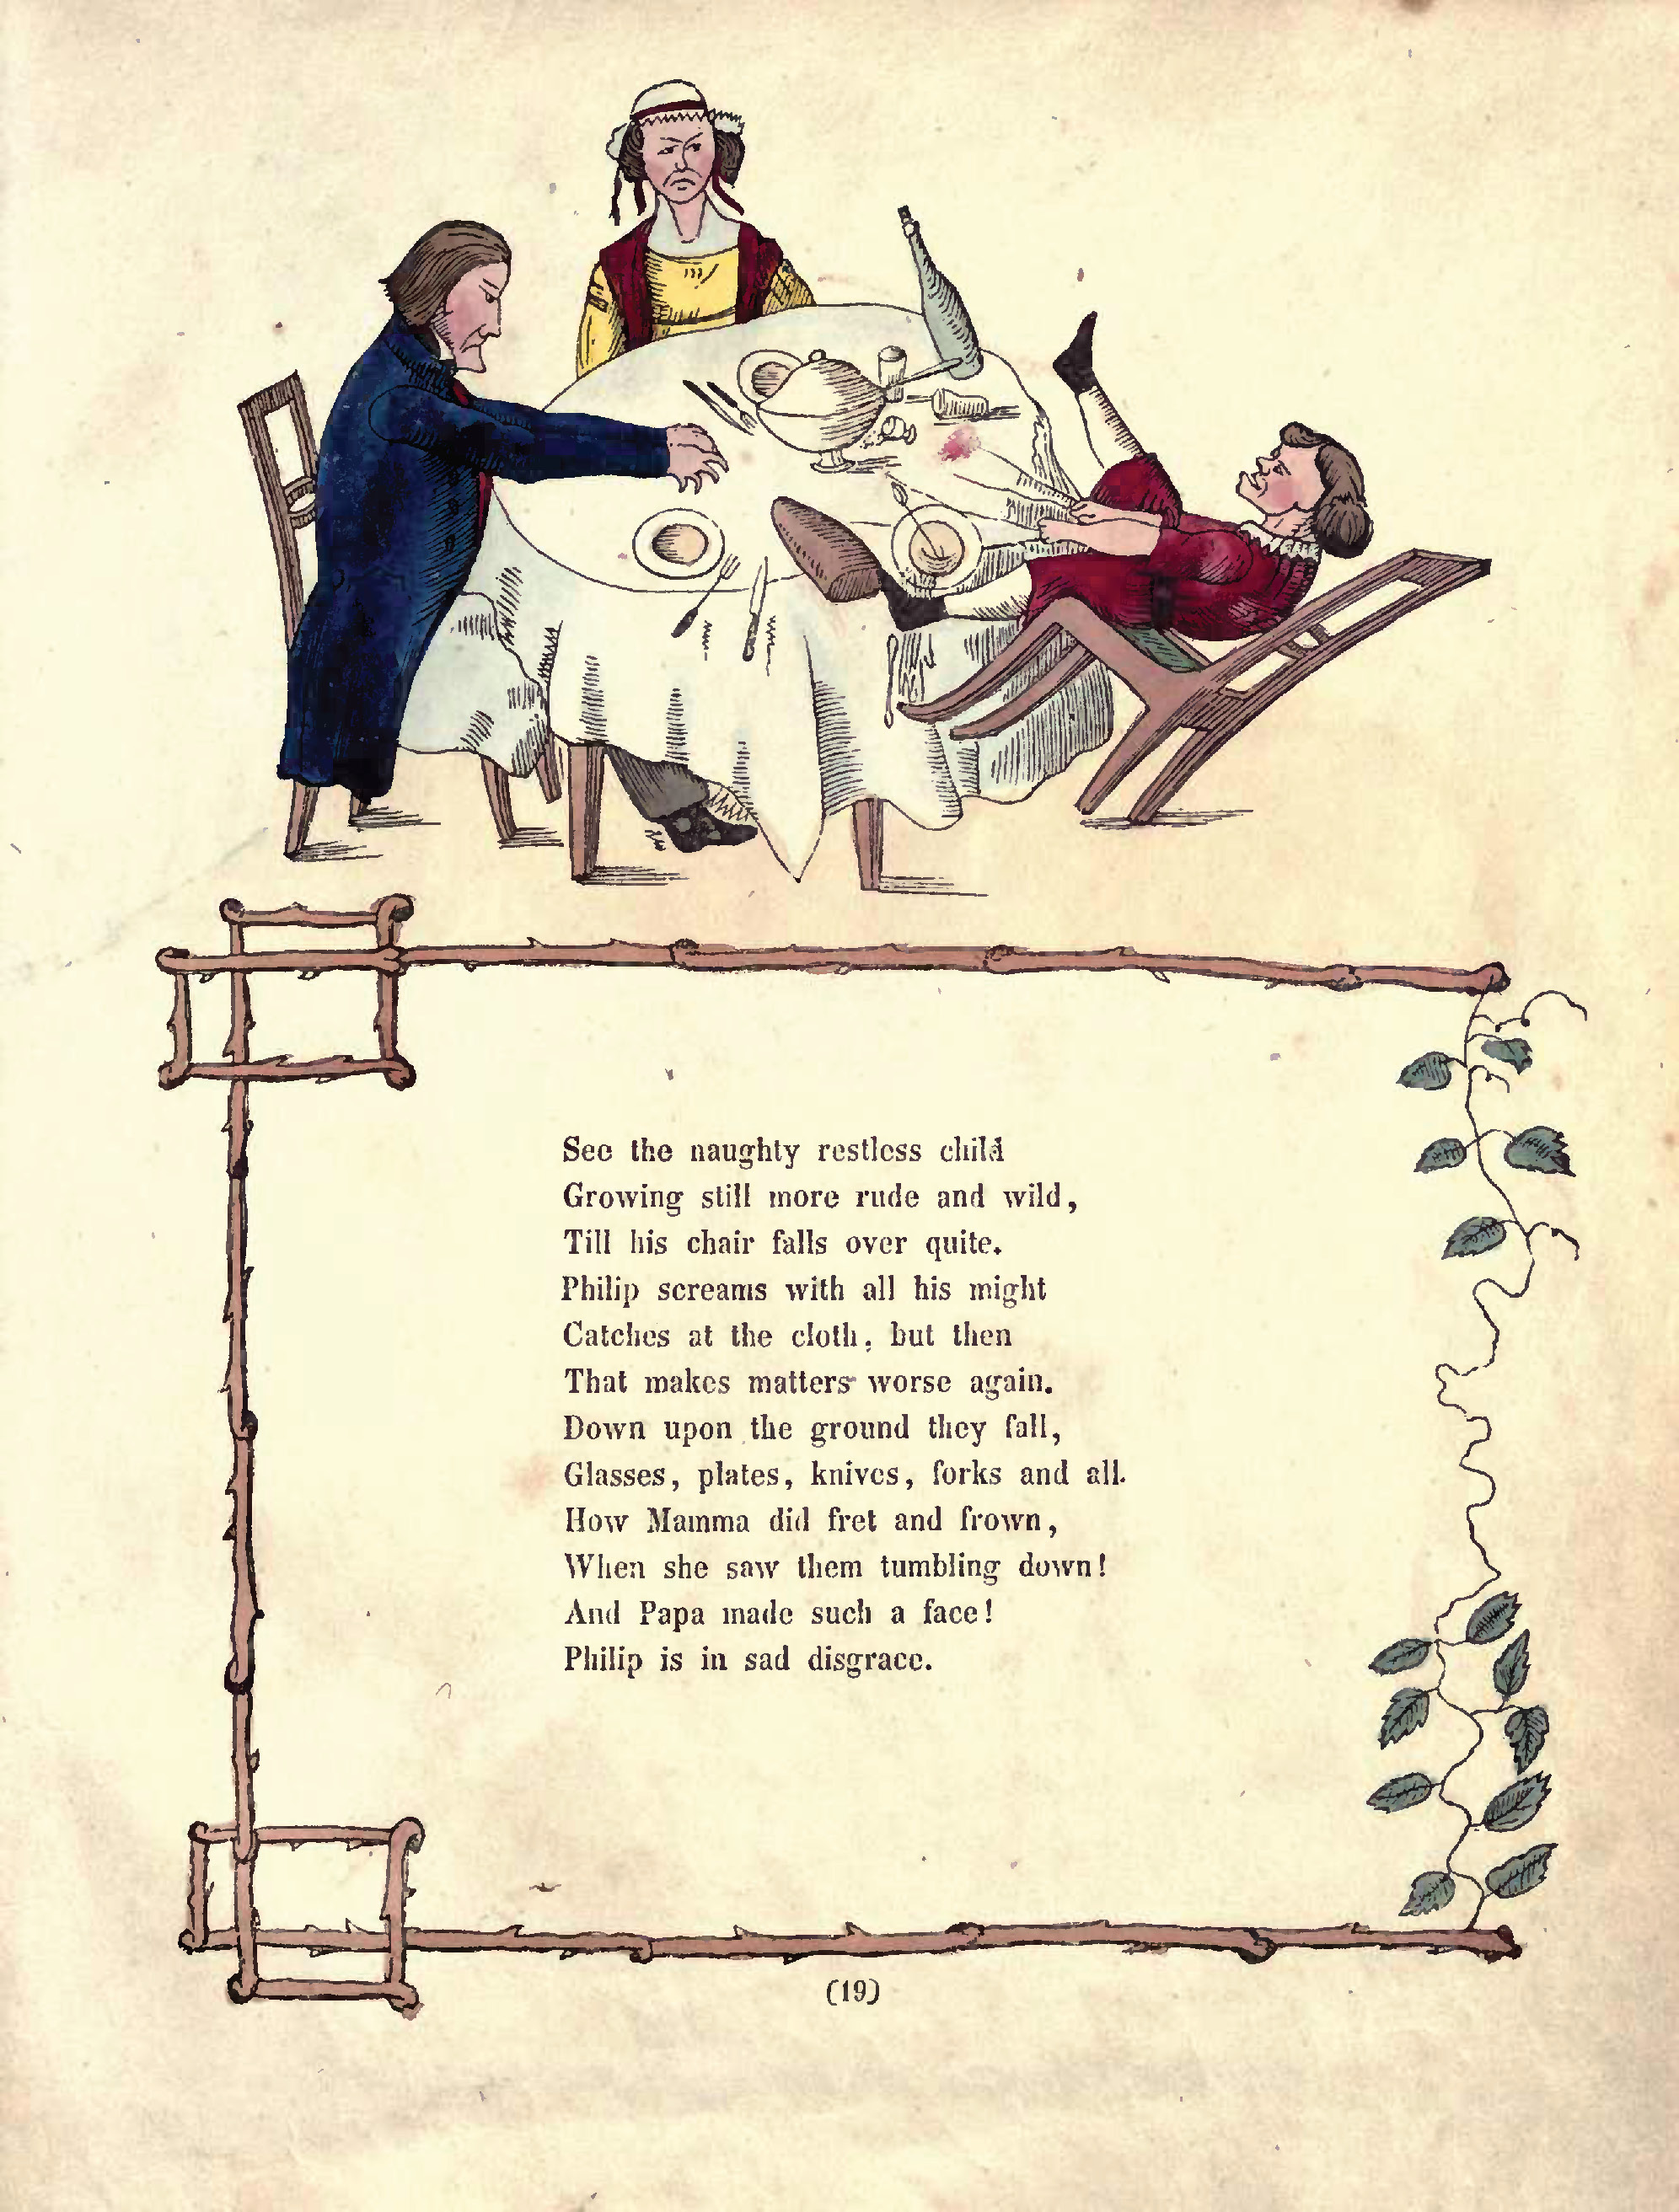 See the naughty restless child
Growing still more rude and wild,
Till his chair falls over quite.
Philip screams with all his might
Catches at the cloth, but then
That makes matters worse again.
Down upon the ground they fall,
Glasses, plates, knives, forks and all.
How Mamma did fret and frown,
When she saw them tumbling down!
And Papa made such a face!
Philip is in sad disgrace.
(19)